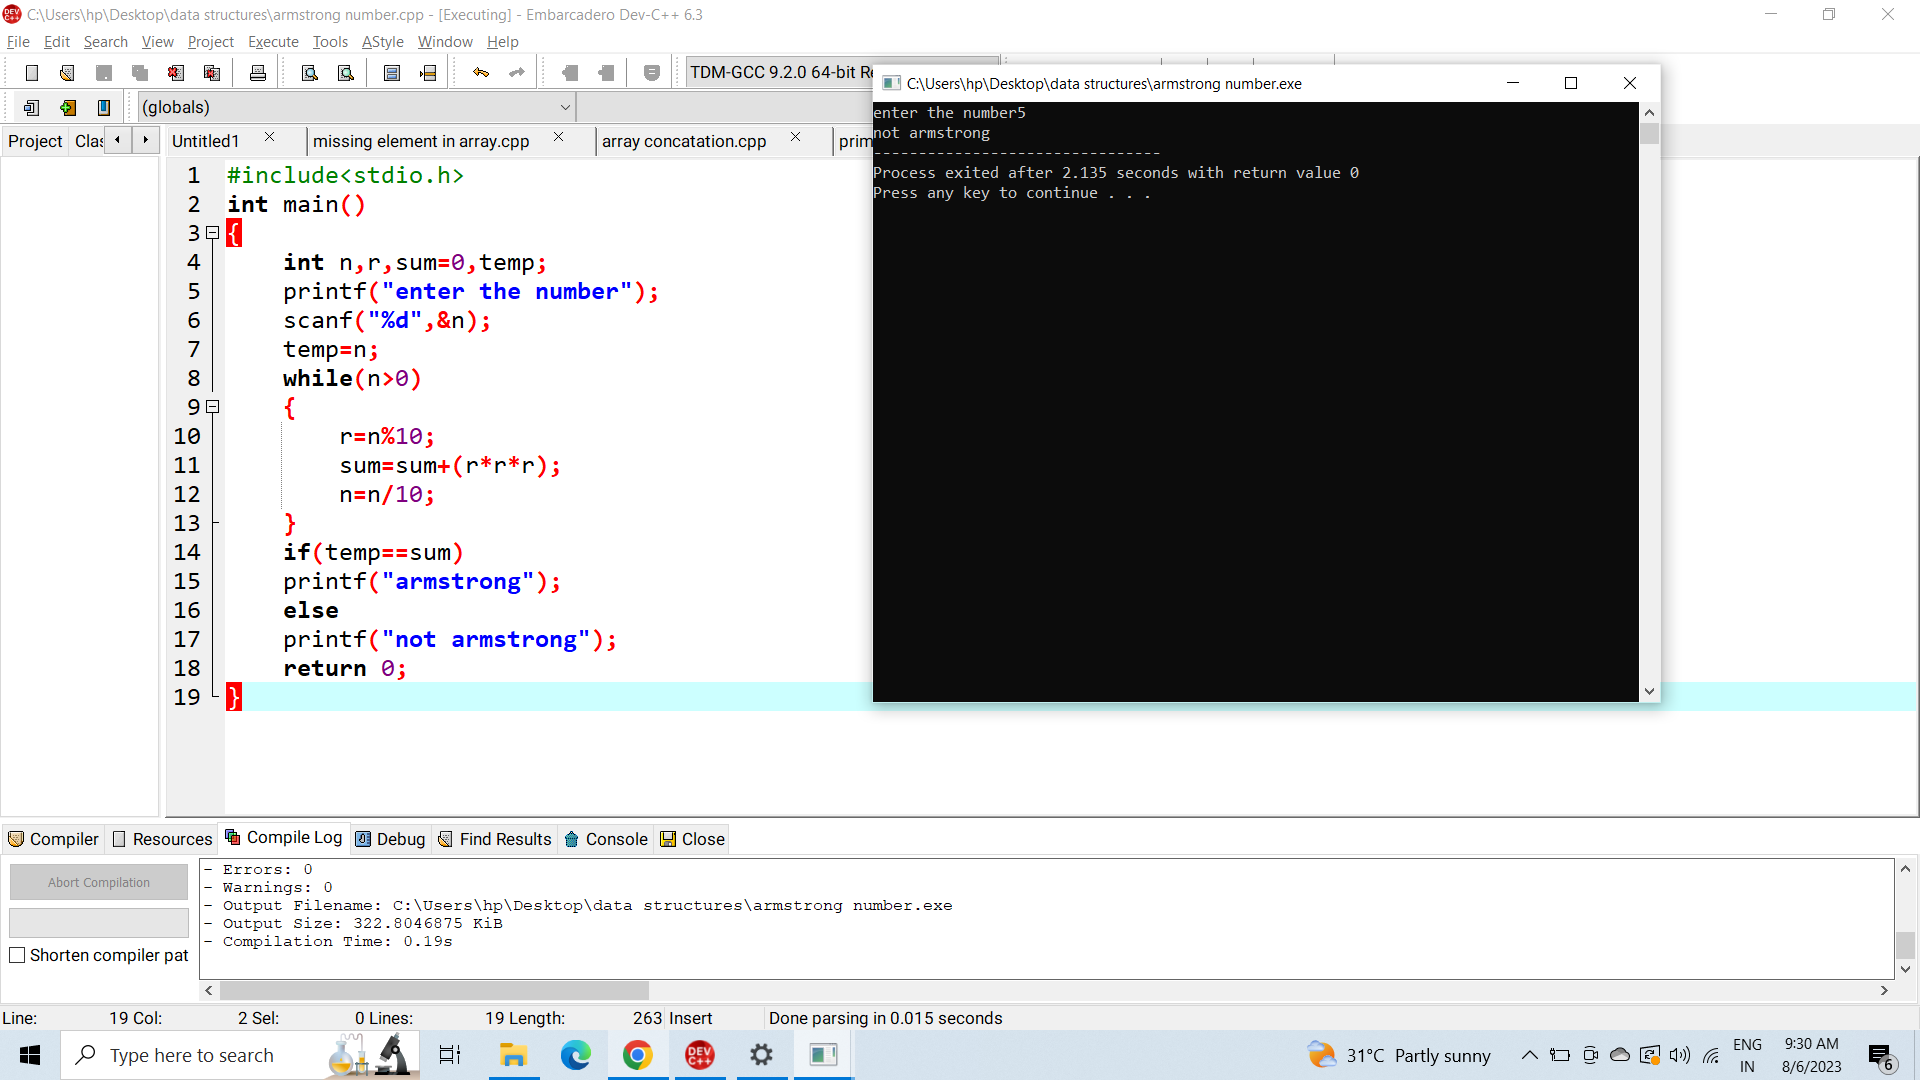 C:\Users\hp\Desktop\data structures\armstrong number.cpp - [Executing] - Embarcadero Dev-C++ 6.3
File Edit Search View Project Execute Tools AStyle Window Help
TDM-GCC 9.2.0 64-bit Re
(globals)
Project Clas Untitled1 missing element in array.cpp array concatation.cpp prim
1 #include<stdio.h>
2 int main()
3 {
4 int n,r,sum=0,temp;
5 printf("enter the number");
6 scanf("%d",&n);
7 temp=n;
8 while(n>0)
9 {
10 r=n%10;
11 sum=sum+(r*r*r);
12 n=n/10;
13 }
14 if(temp==sum)
15 printf("armstrong");
16 else
17 printf("not armstrong");
18 return 0;
19 }
C:\Users\hp\Desktop\data structures\armstrong number.exe
enter the number5
not armstrong
--------------------------------
Process exited after 2.135 seconds with return value 0
Press any key to continue . . .
Compiler Resources Compile Log Debug Find Results Console Close
Abort Compilation
Shorten compiler pat
- Errors: 0
- Warnings: 0
- Output Filename: C:\Users\hp\Desktop\data structures\armstrong number.exe
- Output Size: 322.8046875 KiB
- Compilation Time: 0.19s
Line: 19 Col: 2 Sel: 0 Lines: 19 Length: 263 Insert Done parsing in 0.015 seconds
Type here to search
DEV C++
31°C Partly sunny
ENG
IN
9:30 AM
8/6/2023
6